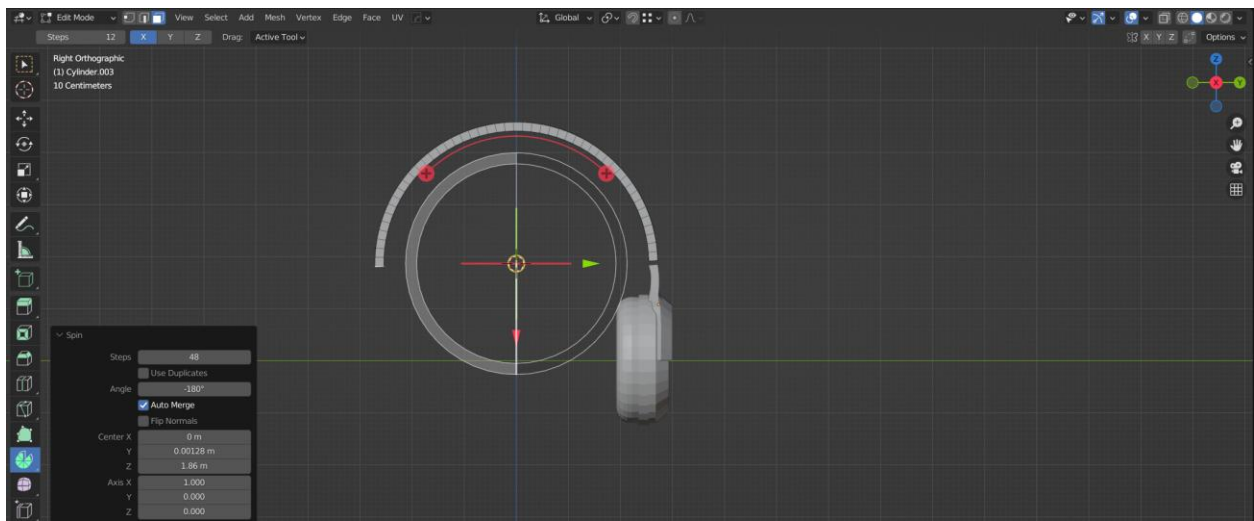 Edit Mode View Select Add Mesh Vertex Edge Face UV Global
Steps 12 X Y Z Drag: Active Tool X Y Z Options
Right Orthographic
(1) Cylinder.003
10 Centimeters
Z
X Y
Spin
Steps 48
Use Duplicates
Angle -180°
Auto Merge
Flip Normals
Center X 0 m
Y 0.00128 m
Z 1.86 m
Axis X 1.000
Y 0.000
Z 0.000